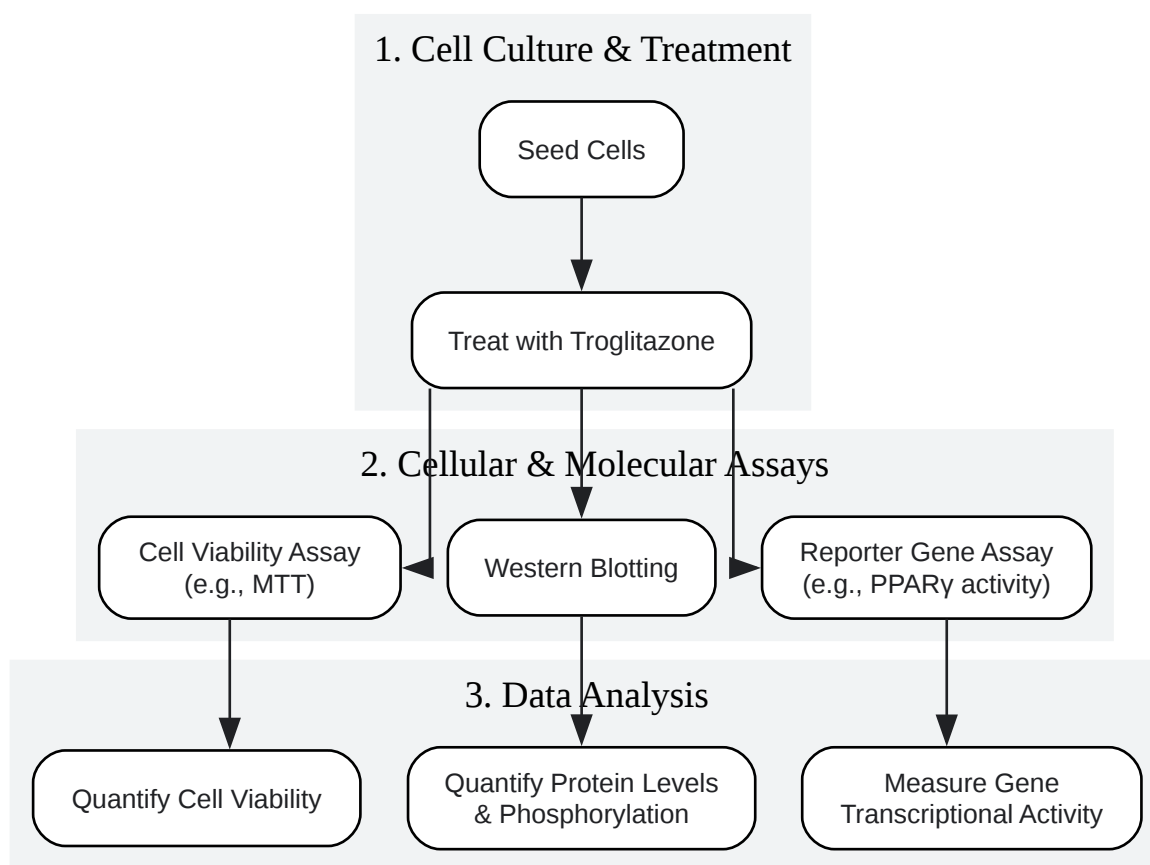 1. Cell Culture & Treatment
Seed Cells
Treat with Troglitazone
2. Cellular & Molecular Assays
Cell Viability Assay
(e.g., MTT)
Western Blotting
Reporter Gene Assay
(e.g., PPARγ activity)
3. Data Analysis
Quantify Cell Viability
Quantify Protein Levels
& Phosphorylation
Measure Gene
Transcriptional Activity